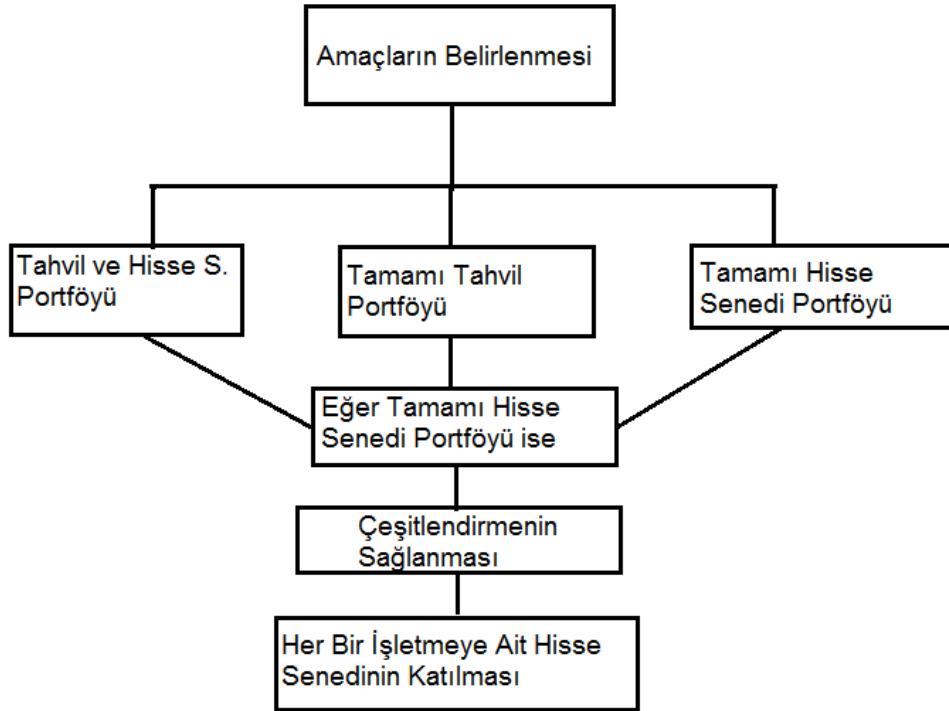 Amaçların Belirlenmesi
Tahvil ve Hisse S.
Portföyü
Tamamı Tahvil
Portföyü
Tamamı Hisse
Senedi Portföyü
Eğer Tamamı Hisse
Senedi Portföyü ise
Çeşitlendirmenin
Sağlanması
Her Bir İşletmeye Ait Hisse
Senedinin Katılması